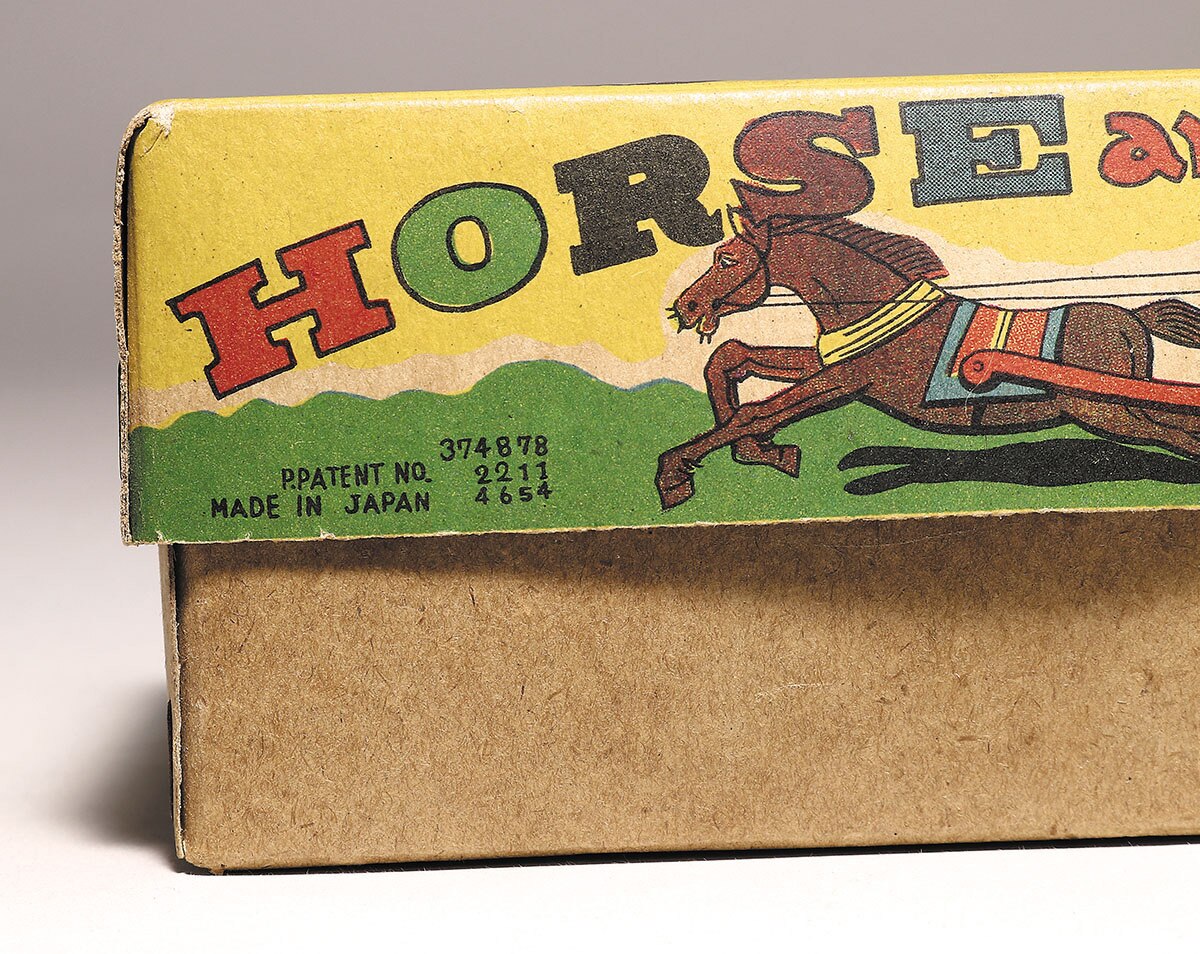 HORSE
374878
P.PATENT NO. 2211
MADE IN JAPAN 4654